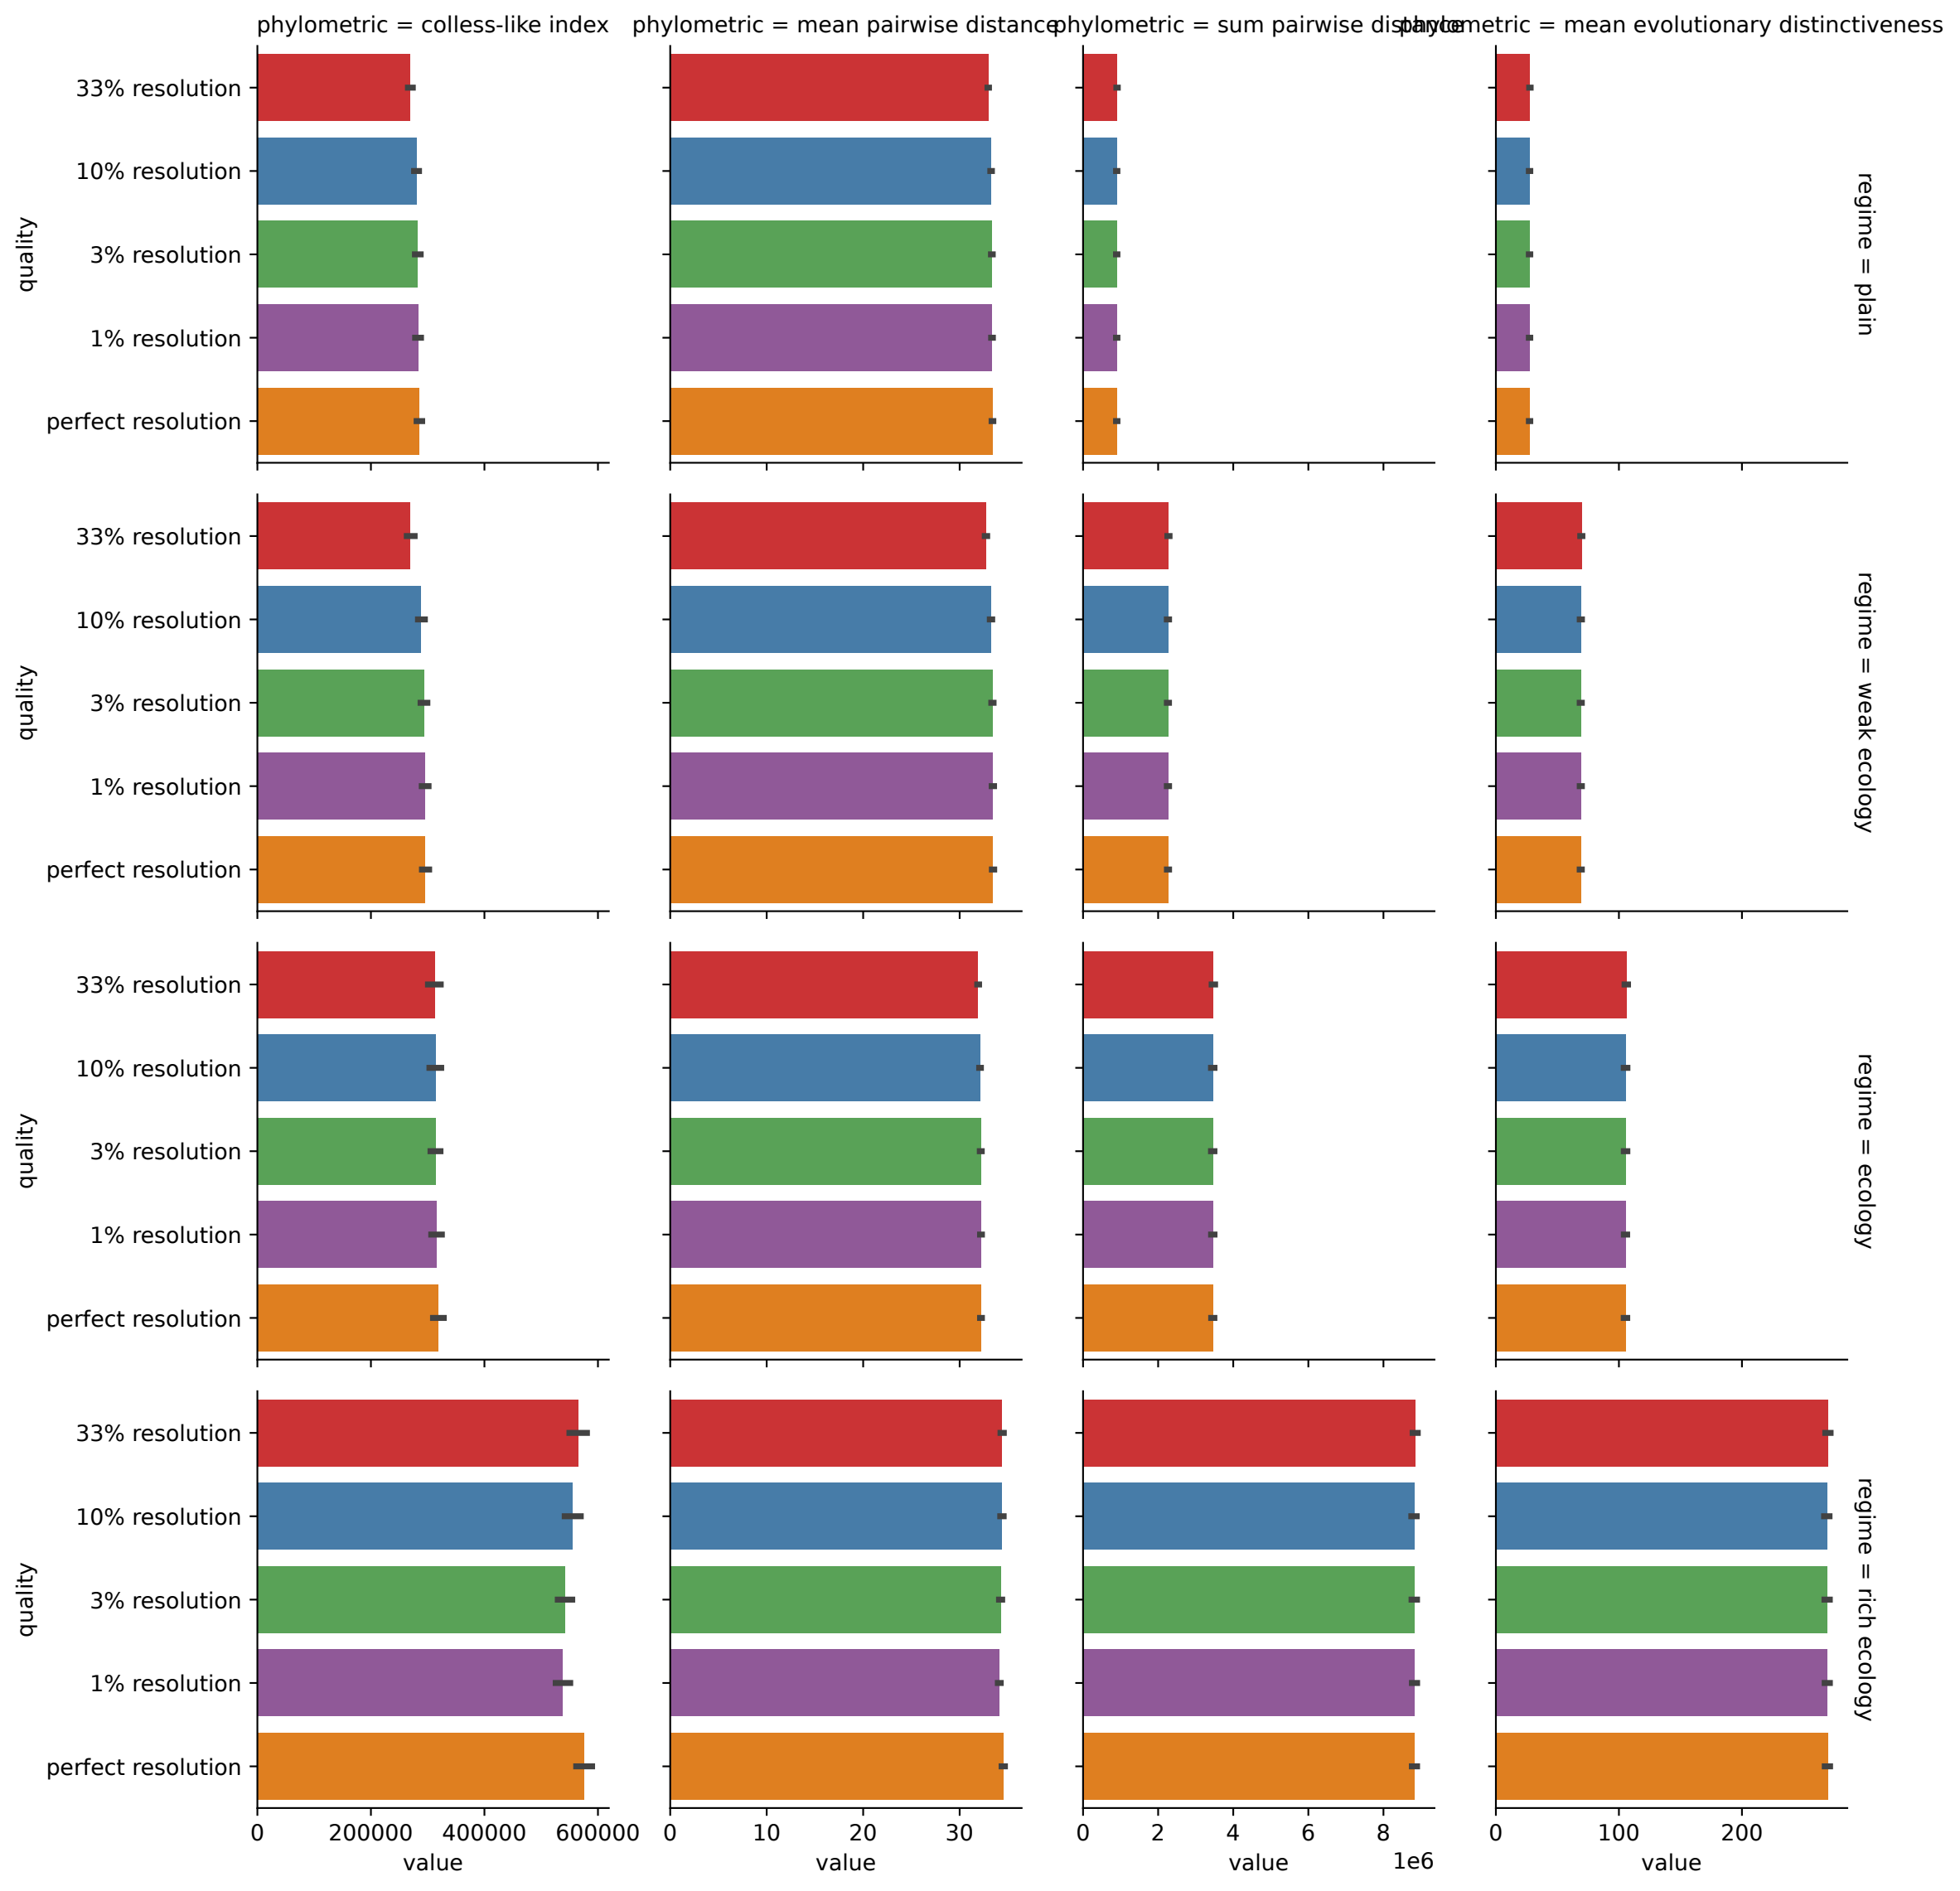 phylometric = colless-like index
phylometric = mean pairwise distance
phylometric = sum pairwise distance
phylometric = mean evolutionary distinctiveness
quality
33% resolution
10% resolution
3% resolution
1% resolution
perfect resolution
regime = plain
quality
33% resolution
10% resolution
3% resolution
1% resolution
perfect resolution
regime = weak ecology
quality
33% resolution
10% resolution
3% resolution
1% resolution
perfect resolution
regime = ecology
quality
33% resolution
10% resolution
3% resolution
1% resolution
perfect resolution
regime = rich ecology
0 200000 400000 600000
value
0 10 20 30
value
0 2 4 6 8
1e6
value
0 100 200
value